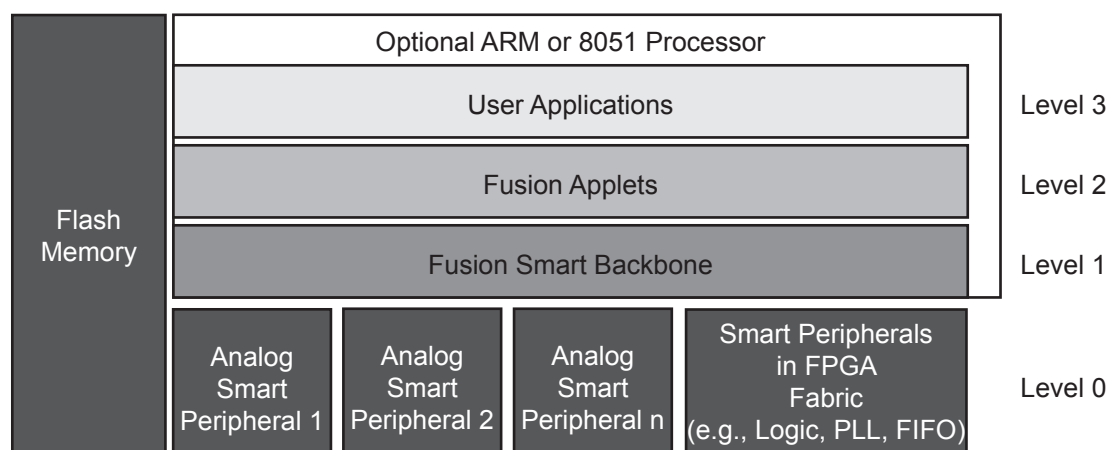 Optional ARM or 8051 Processor
User Applications
Level 3
Fusion Applets
Level 2
Flash
Memory
Fusion Smart Backbone
Level 1
Analog
Smart
Peripheral 1
Analog
Smart
Peripheral 2
Analog
Smart
Peripheral n
Smart Peripherals
in FPGA
Fabric
(e.g., Logic, PLL, FIFO)
Level 0